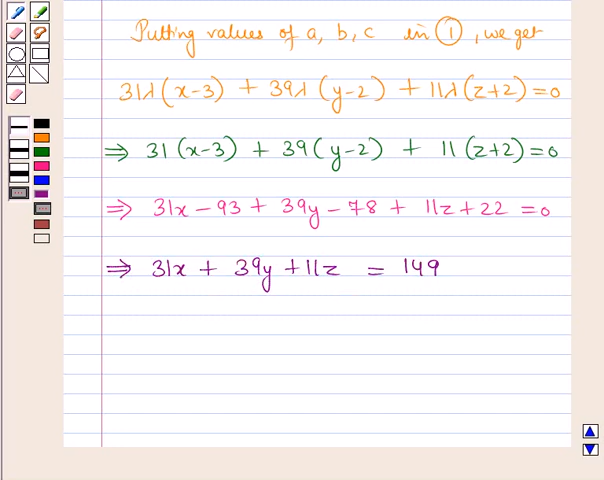 Putting values of a, b, c in ①, we get
31λ(x-3) + 39λ(y-2) + 11λ(z+2)=0
⇒ 31(x-3) + 39(y-2) + 11(z+2)=0
⇒ 31x-93 + 39y-78 + 11z+22 =0
⇒ 31x + 39y +11z = 149